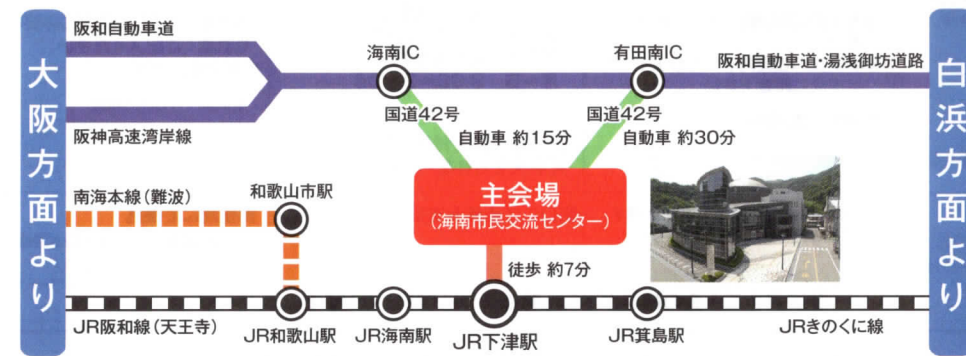 大阪方面より
阪和自動車道
阪神高速湾岸線
海南IC
有田南IC
阪和自動車道・湯浅御坊道路
国道42号
自動車 約15分
国道42号
自動車 約30分
主会場
（海南市民交流センター）
徒歩 約7分
南海本線（難波）
和歌山市駅
JR阪和線（天王寺）
JR和歌山駅
JR海南駅
JR下津駅
JR箕島駅
JRきのくに線
白浜方面より